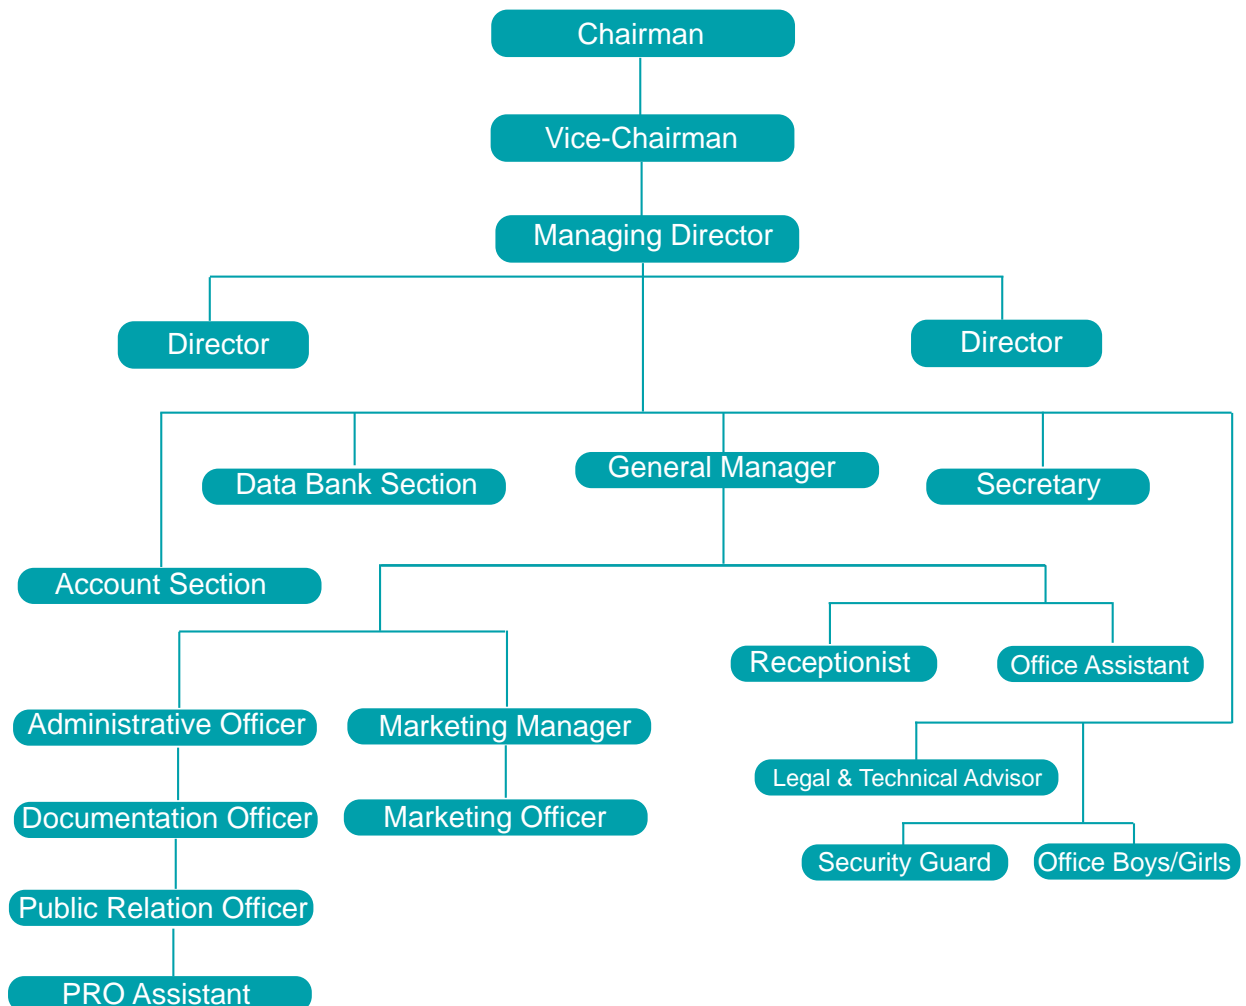 Chairman
Vice-Chairman
Managing Director
Director
Director
General Manager
Data Bank Section
Secretary
Account Section
Receptionist
Office Assistant
Administrative Officer
Marketing Manager
Legal & Technical Advisor
Documentation Officer
Marketing Officer
Security Guard
Office Boys/Girls
Public Relation Officer
PRO Assistant